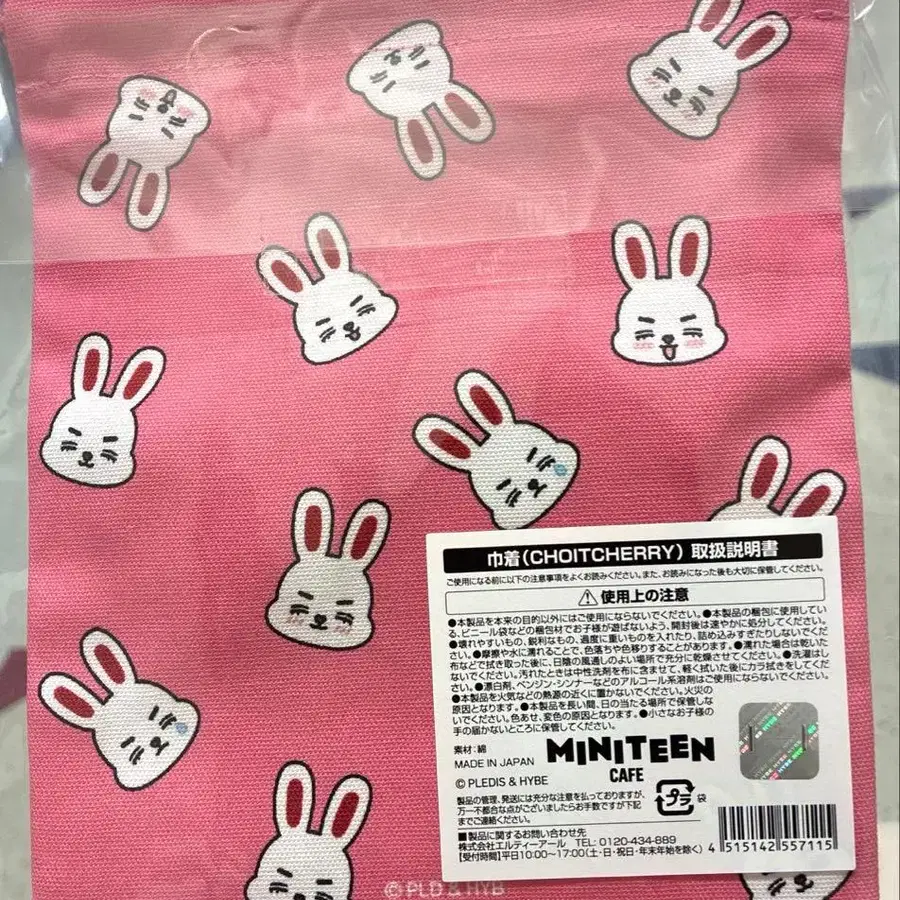 巾着(CHOITCHERRY) 取扱説明書
ご使用になる前に以下の注意事項をよくお読みください。また、お読みになった後も大切に保管してください。
⚠ 使用上の注意
●本製品を本来の目的以外にはご使用にならないでください。●本製品の梱包に使用してい
る、ビニール袋などの梱包材でお子様が遊ばないよう、開封後は速やかに処分してください。
●壊れやすいもの、鋭利なもの、過度に重いものを入れたり、詰め込みすぎたりしないでくだ
さい。●摩擦や水に濡れることで、色落ちや色移りすることがあります。●濡れた場合は乾いた
布などで拭き取った後に、日陰の風通しのよい場所で充分に乾燥させてください。●洗濯はし
ないでください。汚れたときは中性洗剤を布に含ませて、軽く拭いた後にカラ拭きをしてくだ
さい。●漂白剤、ベンジン・シンナーなどのアルコール系溶剤はご使用にならないでください。
●本製品を火気などの熱源の近くに置かないでください。火災の
原因となります。●本製品を長い間、日の当たる場所で保管しな
いでください。色あせ、変色の原因となります。●小さなお子様の
手の届かないところに保管してください。
素材:綿
MADE IN JAPAN
© PLEDIS & HYBE
MINITEEN
CAFE
製品の管理、発送には充分な注意を払っておりますが、
万一不都合な点がございましたらお手数ですが下記
までご連絡ください。
プラ 袋
■製品に関するお問い合わせ先
株式会社エルティーアール TEL: 0120-434-889
【受付時間】平日10:00~17:00(土・日・祝日・年末年始を除く)
4 515142 557115
© PLD & HYB